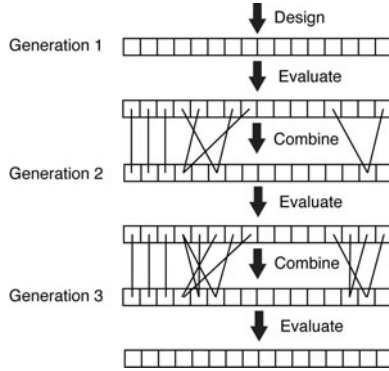 Design
Generation 1
Evaluate
Combine
Generation 2
Evaluate
Combine
Generation 3
Evaluate